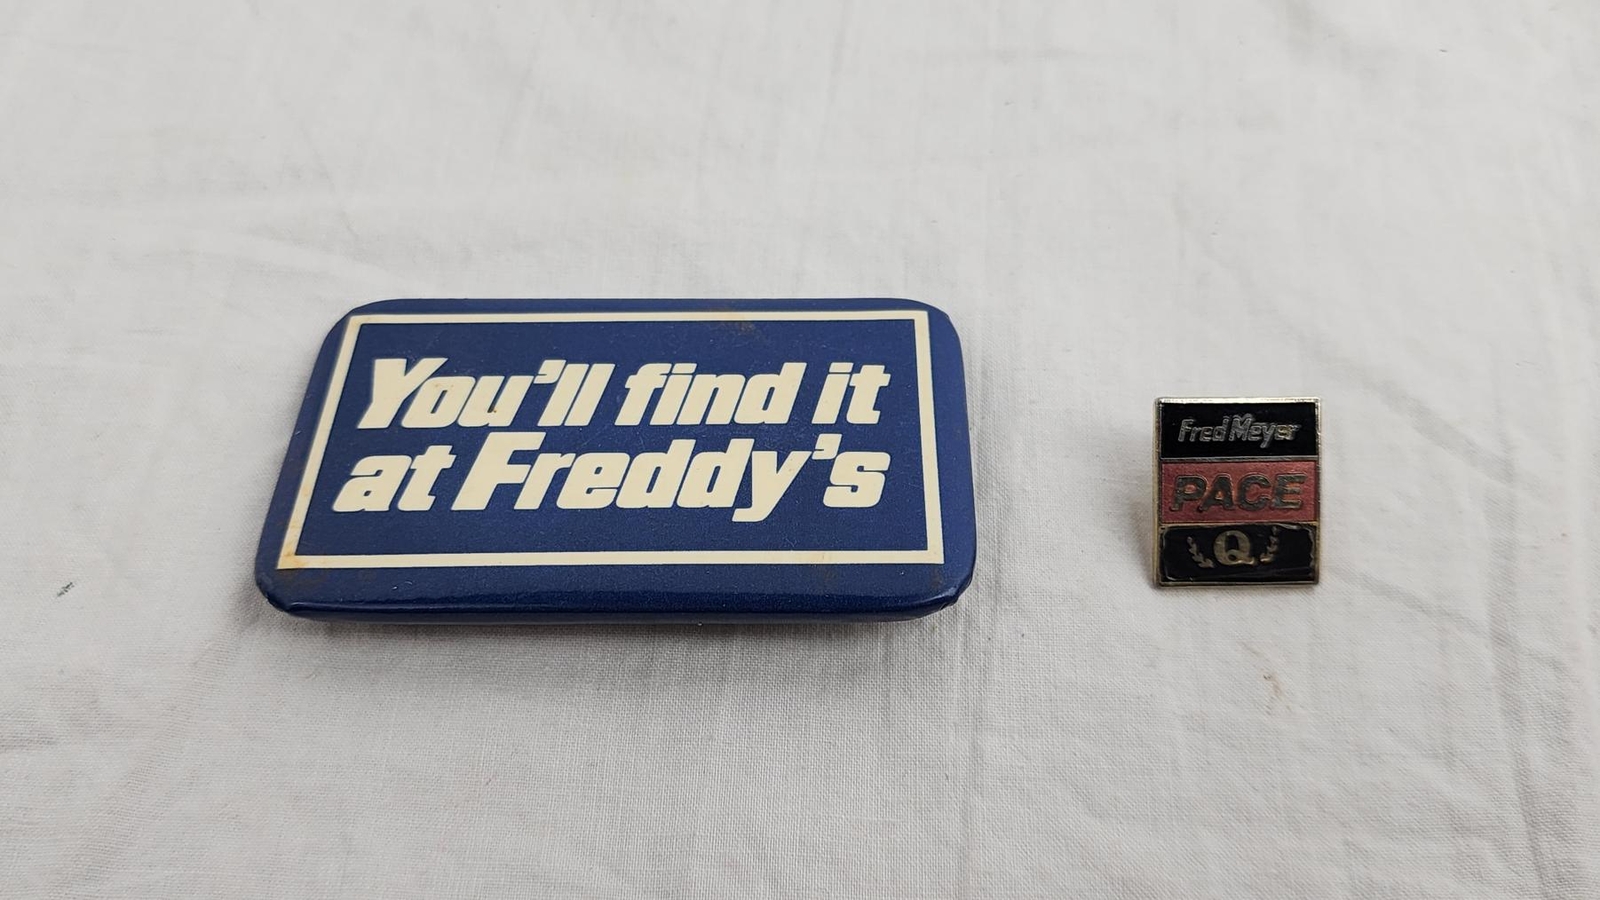 You'll find it
at Freddy's
Fred Meyer
PACE
Q